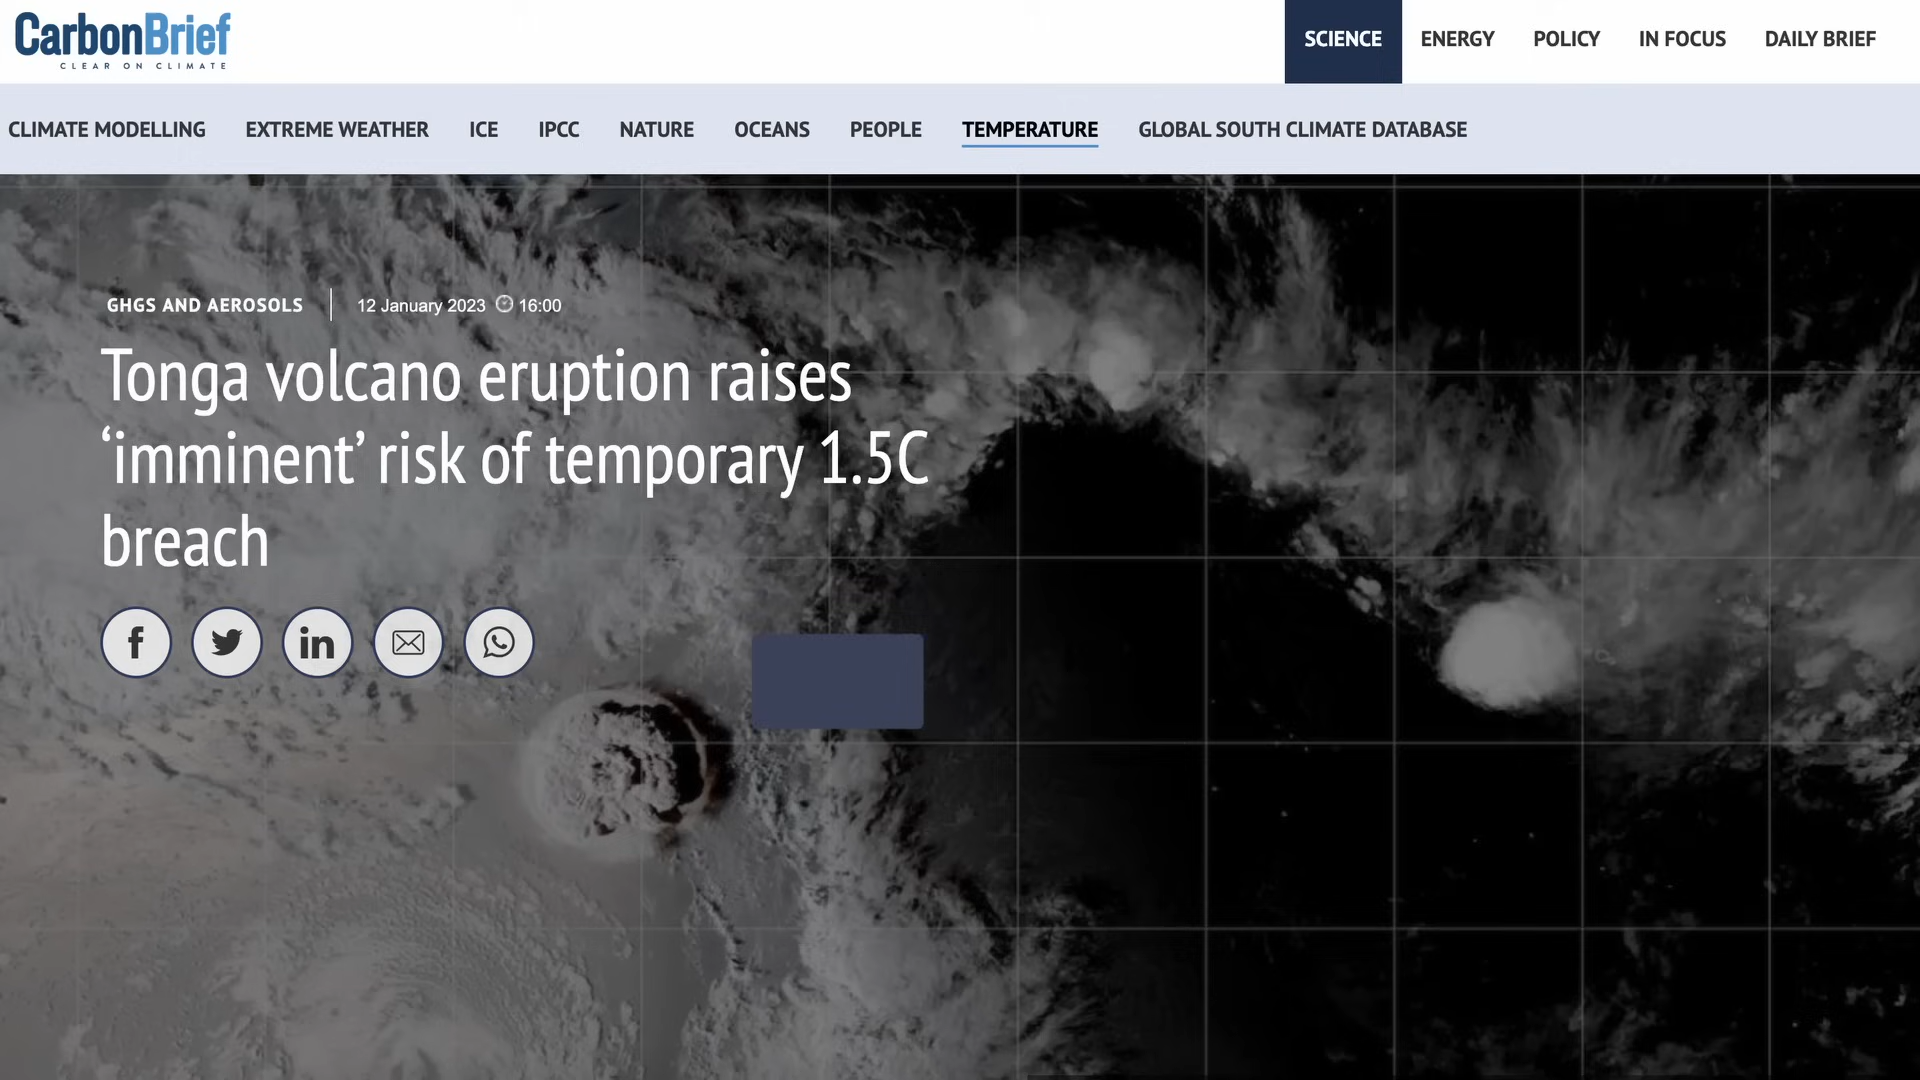 CarbonBrief
CLEAR ON CLIMATE
SCIENCE ENERGY POLICY IN FOCUS DAILY BRIEF
CLIMATE MODELLING EXTREME WEATHER ICE IPCC NATURE OCEANS PEOPLE TEMPERATURE GLOBAL SOUTH CLIMATE DATABASE
GHGS AND AEROSOLS 12 January 2023 16:00
Tonga volcano eruption raises
‘imminent’ risk of temporary 1.5C
breach